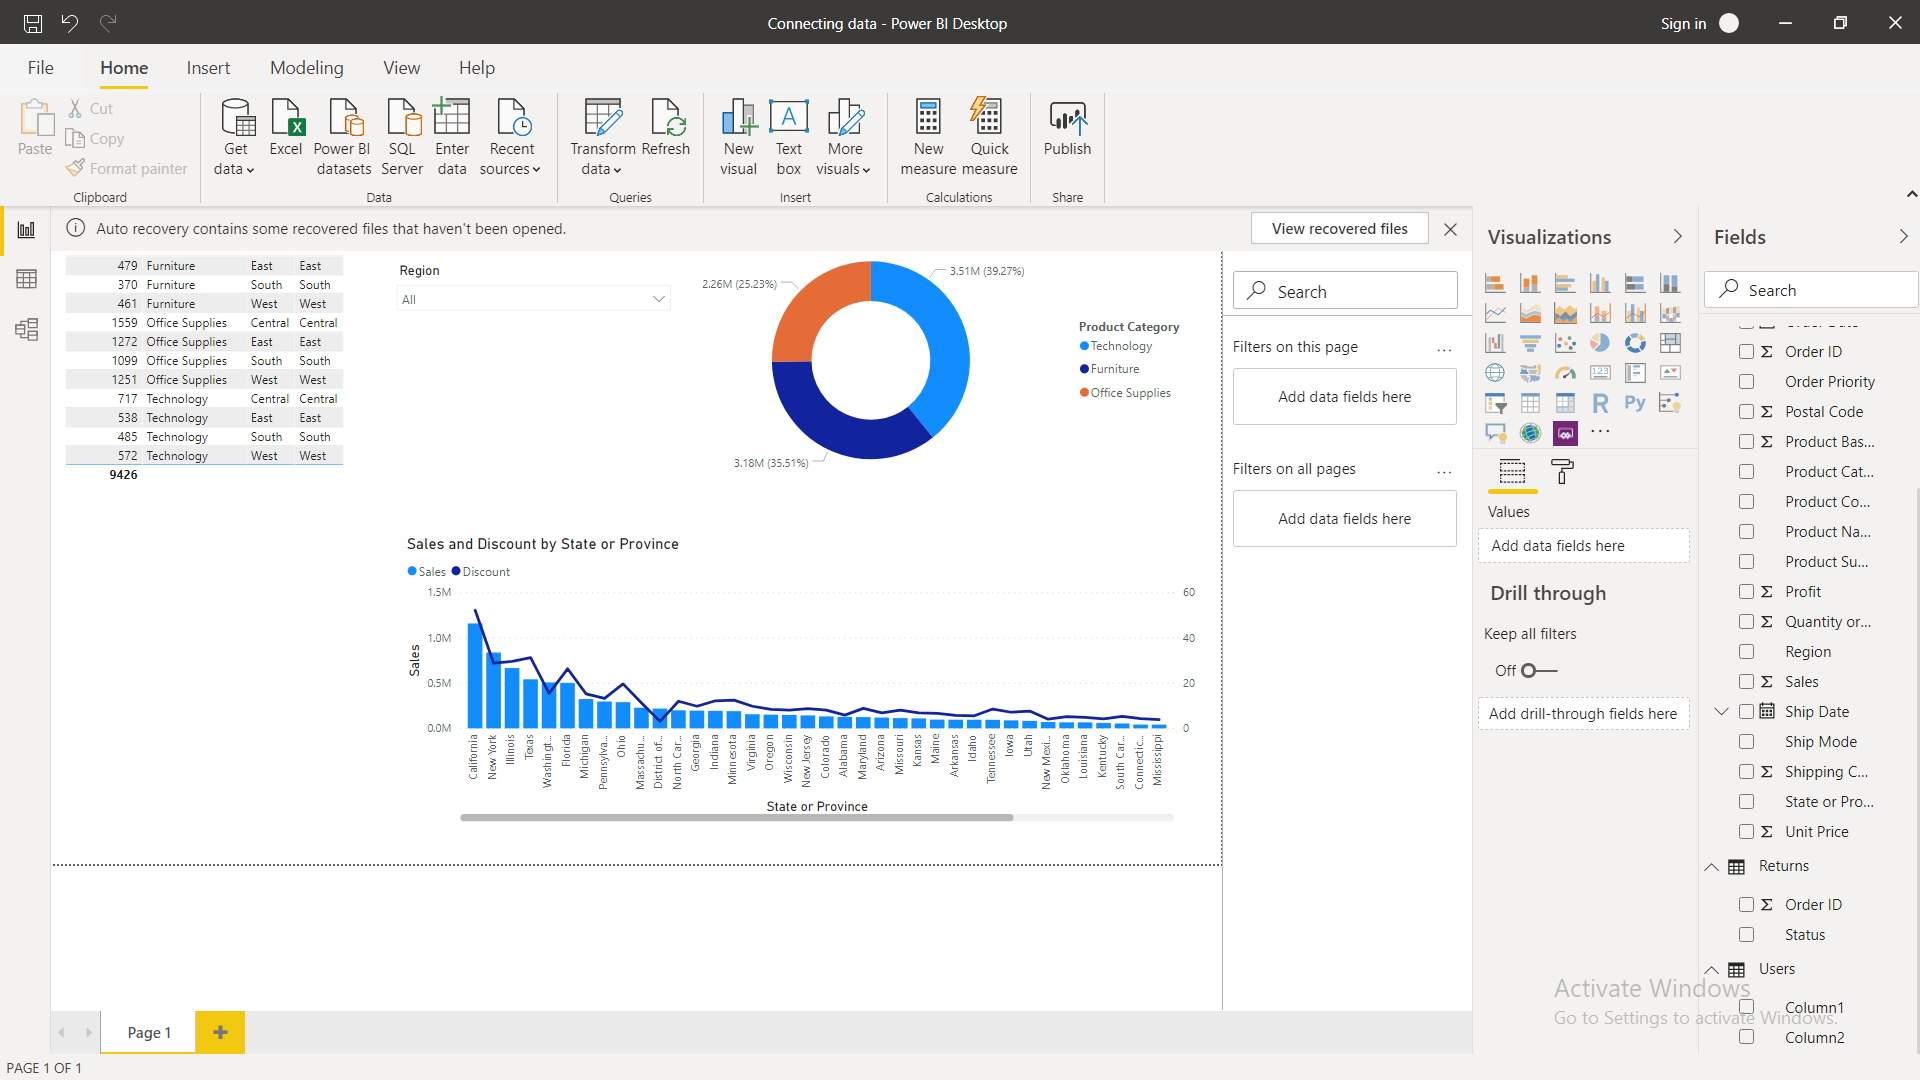 Connecting data - Power BI Desktop
Sign in
File Home Insert Modeling View Help
Paste
Cut
Copy
Format painter
Clipboard
Get data
Excel
Power BI datasets
SQL Server
Enter data
Recent sources
Data
Transform data
Refresh
Queries
New visual
Text box
More visuals
Insert
New measure
Quick measure
Calculations
Publish
Share
Auto recovery contains some recovered files that haven't been opened.
View recovered files
479 Furniture East East
370 Furniture South South
461 Furniture West West
1559 Office Supplies Central Central
1272 Office Supplies East East
1099 Office Supplies South South
1251 Office Supplies West West
717 Technology Central Central
538 Technology East East
485 Technology South South
572 Technology West West
9426
Region
All
2.26M (25.23%)
3.51M (39.27%)
3.18M (35.51%)
Product Category
Technology
Furniture
Office Supplies
Sales and Discount by State or Province
Sales Discount
1.5M
1.0M
0.5M
0.0M
Sales
60
40
20
0
California
New York
Illinois
Texas
Washingt...
Florida
Michigan
Pennsylva...
Ohio
Massachu...
District of...
North Car...
Georgia
Indiana
Minnesota
Virginia
Oregon
Wisconsin
New Jersey
Colorado
Alabama
Maryland
Arizona
Missouri
Kansas
Maine
Arkansas
Idaho
Tennessee
Iowa
Utah
New Mexi...
Oklahoma
Louisiana
Kentucky
South Car...
Connectic...
Mississippi
State or Province
Search
Filters on this page
...
Add data fields here
Filters on all pages
...
Add data fields here
Visualizations
R
Py
123
...
Values
Add data fields here
Drill through
Keep all filters
Off
Add drill-through fields here
Fields
Search
Order ID
Order Priority
Postal Code
Product Bas...
Product Cat...
Product Co...
Product Na...
Product Su...
Profit
Quantity or...
Region
Sales
Ship Date
Ship Mode
Shipping C...
State or Pro...
Unit Price
Returns
Order ID
Status
Users
Column1
Column2
Activate Windows
Go to Settings to activate Windows.
Page 1
PAGE 1 OF 1